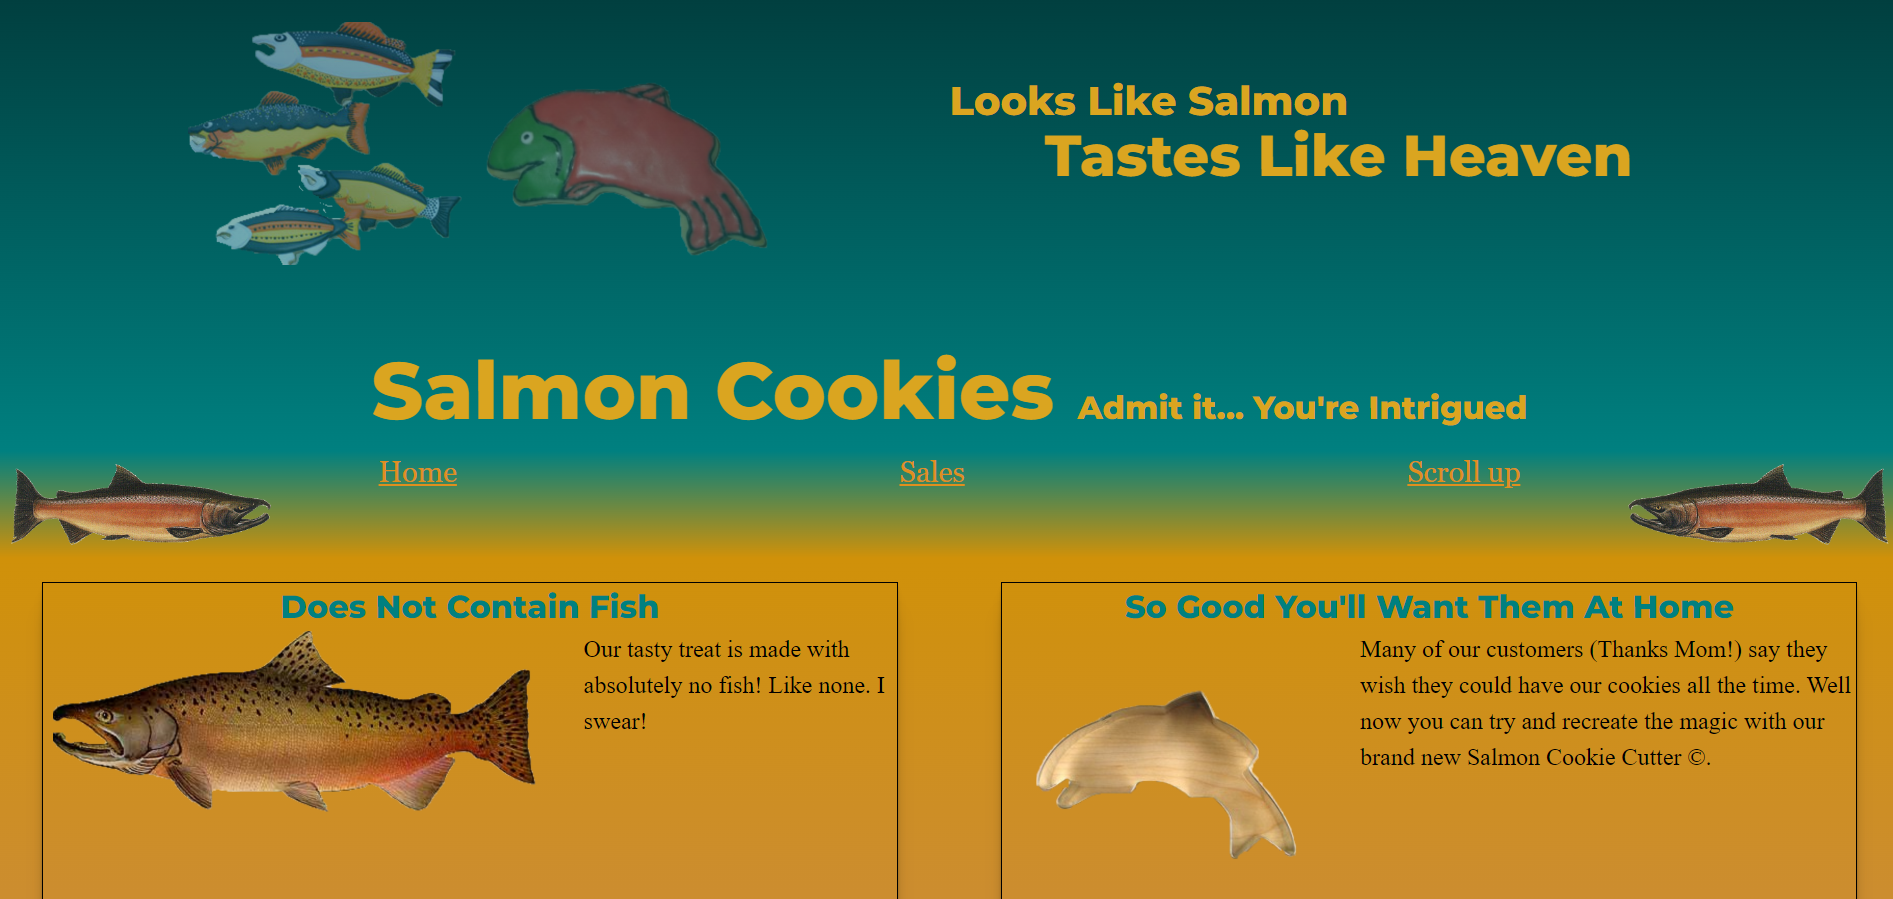 Looks Like Salmon
Tastes Like Heaven
Salmon Cookies Admit it... You're Intrigued
Home Sales Scroll up
Does Not Contain Fish
Our tasty treat is made with
absolutely no fish! Like none. I
swear!
So Good You'll Want Them At Home
Many of our customers (Thanks Mom!) say they
wish they could have our cookies all the time. Well
now you can try and recreate the magic with our
brand new Salmon Cookie Cutter ©.